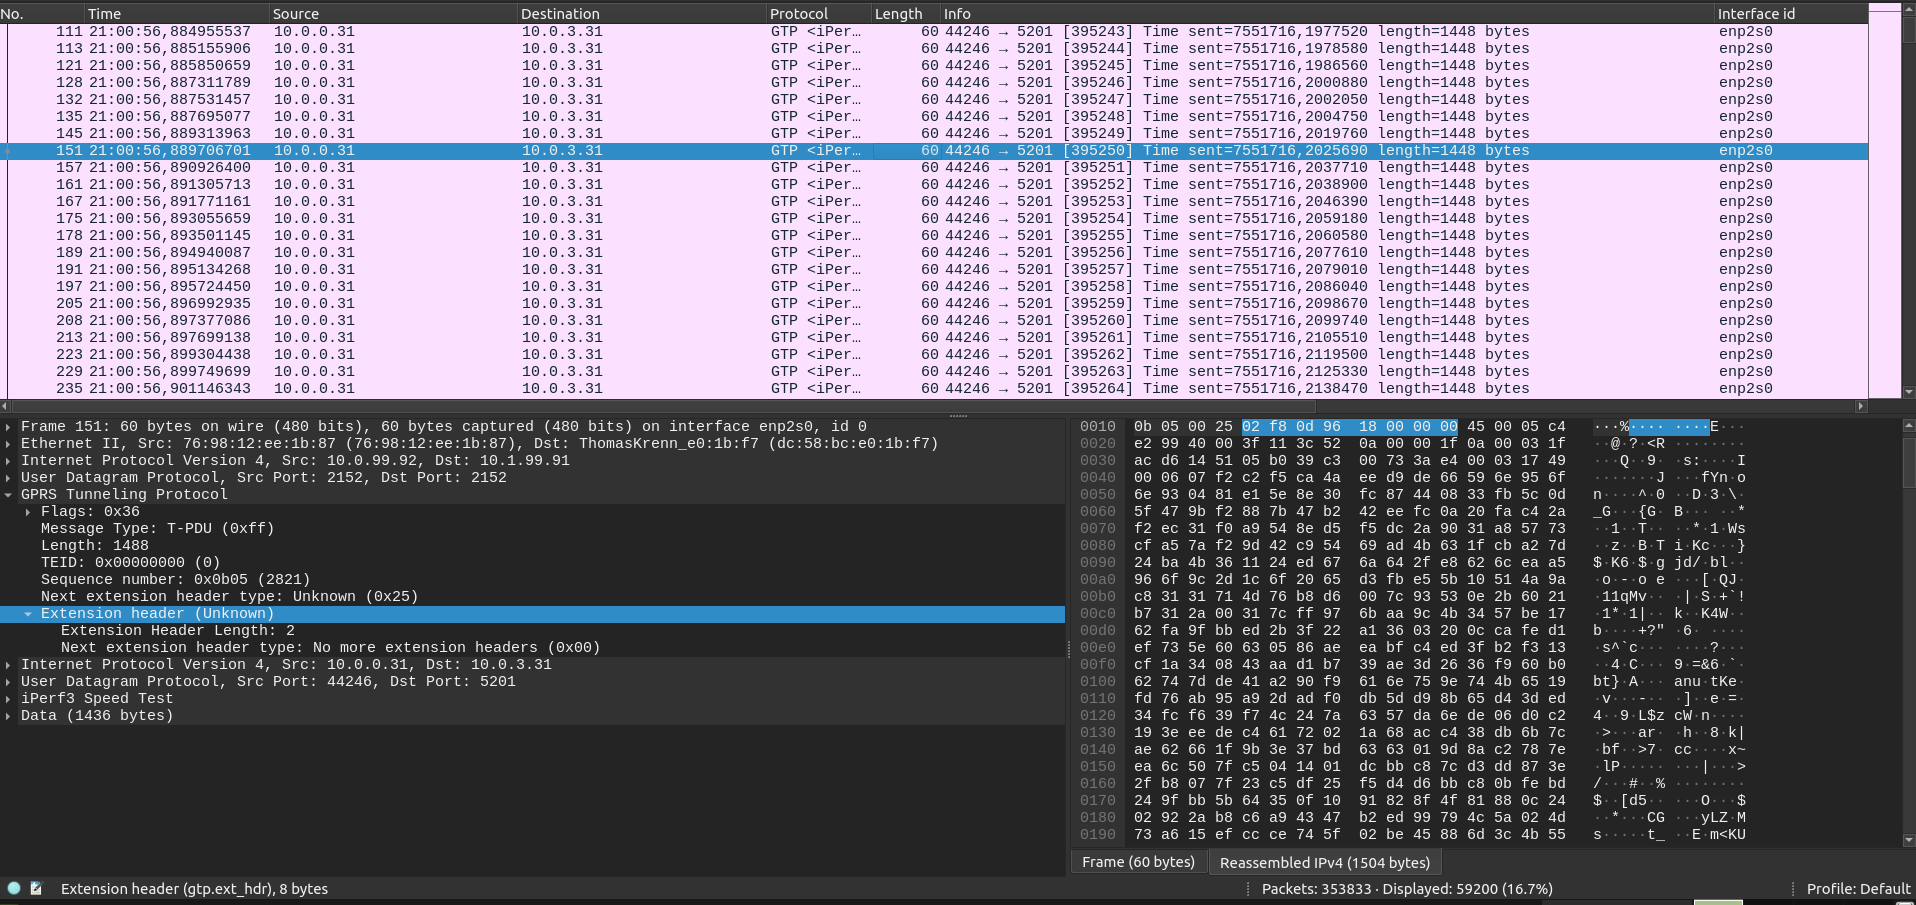 No. Time Source Destination Protocol Length Info Interface id
111 21:00:56,884955537 10.0.0.31 10.0.3.31 GTP <iPer… 60 44246 → 5201 [395243] Time sent=7551716,1977520 length=1448 bytes enp2s0
113 21:00:56,885155906 10.0.0.31 10.0.3.31 GTP <iPer… 60 44246 → 5201 [395244] Time sent=7551716,1978580 length=1448 bytes enp2s0
121 21:00:56,885850659 10.0.0.31 10.0.3.31 GTP <iPer… 60 44246 → 5201 [395245] Time sent=7551716,1986560 length=1448 bytes enp2s0
128 21:00:56,887311789 10.0.0.31 10.0.3.31 GTP <iPer… 60 44246 → 5201 [395246] Time sent=7551716,2000880 length=1448 bytes enp2s0
132 21:00:56,887531457 10.0.0.31 10.0.3.31 GTP <iPer… 60 44246 → 5201 [395247] Time sent=7551716,2002050 length=1448 bytes enp2s0
135 21:00:56,887695077 10.0.0.31 10.0.3.31 GTP <iPer… 60 44246 → 5201 [395248] Time sent=7551716,2004750 length=1448 bytes enp2s0
145 21:00:56,889313963 10.0.0.31 10.0.3.31 GTP <iPer… 60 44246 → 5201 [395249] Time sent=7551716,2019760 length=1448 bytes enp2s0
151 21:00:56,889706701 10.0.0.31 10.0.3.31 GTP <iPer… 60 44246 → 5201 [395250] Time sent=7551716,2025690 length=1448 bytes enp2s0
157 21:00:56,890926400 10.0.0.31 10.0.3.31 GTP <iPer… 60 44246 → 5201 [395251] Time sent=7551716,2037710 length=1448 bytes enp2s0
161 21:00:56,891305713 10.0.0.31 10.0.3.31 GTP <iPer… 60 44246 → 5201 [395252] Time sent=7551716,2038900 length=1448 bytes enp2s0
167 21:00:56,891771161 10.0.0.31 10.0.3.31 GTP <iPer… 60 44246 → 5201 [395253] Time sent=7551716,2046390 length=1448 bytes enp2s0
175 21:00:56,893055659 10.0.0.31 10.0.3.31 GTP <iPer… 60 44246 → 5201 [395254] Time sent=7551716,2059180 length=1448 bytes enp2s0
178 21:00:56,893501145 10.0.0.31 10.0.3.31 GTP <iPer… 60 44246 → 5201 [395255] Time sent=7551716,2060580 length=1448 bytes enp2s0
189 21:00:56,894940087 10.0.0.31 10.0.3.31 GTP <iPer… 60 44246 → 5201 [395256] Time sent=7551716,2077610 length=1448 bytes enp2s0
191 21:00:56,895134268 10.0.0.31 10.0.3.31 GTP <iPer… 60 44246 → 5201 [395257] Time sent=7551716,2079010 length=1448 bytes enp2s0
197 21:00:56,895724450 10.0.0.31 10.0.3.31 GTP <iPer… 60 44246 → 5201 [395258] Time sent=7551716,2086040 length=1448 bytes enp2s0
205 21:00:56,896992935 10.0.0.31 10.0.3.31 GTP <iPer… 60 44246 → 5201 [395259] Time sent=7551716,2098670 length=1448 bytes enp2s0
208 21:00:56,897377086 10.0.0.31 10.0.3.31 GTP <iPer… 60 44246 → 5201 [395260] Time sent=7551716,2099740 length=1448 bytes enp2s0
213 21:00:56,897699138 10.0.0.31 10.0.3.31 GTP <iPer… 60 44246 → 5201 [395261] Time sent=7551716,2105510 length=1448 bytes enp2s0
223 21:00:56,899304438 10.0.0.31 10.0.3.31 GTP <iPer… 60 44246 → 5201 [395262] Time sent=7551716,2119500 length=1448 bytes enp2s0
229 21:00:56,899749699 10.0.0.31 10.0.3.31 GTP <iPer… 60 44246 → 5201 [395263] Time sent=7551716,2125330 length=1448 bytes enp2s0
235 21:00:56,901146343 10.0.0.31 10.0.3.31 GTP <iPer… 60 44246 → 5201 [395264] Time sent=7551716,2138470 length=1448 bytes enp2s0
Frame 151: 60 bytes on wire (480 bits), 60 bytes captured (480 bits) on interface enp2s0, id 0
Ethernet II, Src: 76:98:12:ee:1b:87 (76:98:12:ee:1b:87), Dst: ThomasKrenn_e0:1b:f7 (dc:58:bc:e0:1b:f7)
Internet Protocol Version 4, Src: 10.0.99.92, Dst: 10.1.99.91
User Datagram Protocol, Src Port: 2152, Dst Port: 2152
GPRS Tunneling Protocol
Flags: 0x36
Message Type: T-PDU (0xff)
Length: 1488
TEID: 0x00000000 (0)
Sequence number: 0x0b05 (2821)
Next extension header type: Unknown (0x25)
Extension header (Unknown)
Extension Header Length: 2
Next extension header type: No more extension headers (0x00)
Internet Protocol Version 4, Src: 10.0.0.31, Dst: 10.0.3.31
User Datagram Protocol, Src Port: 44246, Dst Port: 5201
iPerf3 Speed Test
Data (1436 bytes)
0010 0b 05 00 25 02 f8 0d 96 18 00 00 00 45 00 05 c4 ···%···· ····E···
0020 e2 99 40 00 3f 11 3c 52 0a 00 00 1f 0a 00 03 1f ··@·?·<R ········
0030 ac d6 14 51 05 b0 39 c3 00 73 3a e4 00 03 17 49 ···Q··9· ·s:····I
0040 00 06 07 f2 c2 f5 ca 4a ee d9 de 66 59 6e 95 6f ·······J ···fYn·o
0050 6e 93 04 81 e1 5e 8e 30 fc 87 44 08 33 fb 5c 0d n····^·0 ··D·3·\·
0060 5f 47 9b f2 88 7b 47 b2 42 ee fc 0a 20 fa c4 2a _G···{G· B··· ··*
0070 f2 ec 31 f0 a9 54 8e d5 f5 dc 2a 90 31 a8 57 73 ··1··T·· ··*·1·Ws
0080 cf a5 7a f2 9d 42 c9 54 69 ad 4b 63 1f cb a2 7d ··z··B·T i·Kc···}
0090 24 ba 4b 36 11 24 ed 67 6a 64 2f e8 62 6c ea a5 $·K6·$·g jd/·bl··
00a0 96 6f 9c 2d 1c 6f 20 65 d3 fb e5 5b 10 51 4a 9a ·o·-·o e ···[·QJ·
00b0 c8 31 31 71 4d 76 b8 d6 00 7c 93 53 0e 2b 60 21 ·11qMv·· ·|·S·+`!
00c0 b7 31 2a 00 31 7c ff 97 6b aa 9c 4b 34 57 be 17 ·1*·1|·· k··K4W··
00d0 62 fa 9f bb ed 2b 3f 22 a1 36 03 20 0c ca fe d1 b····+?" ·6· ····
00e0 ef 73 5e 60 63 05 86 ae ea bf c4 ed 3f b2 f3 13 ·s^`c··· ····?···
00f0 cf 1a 34 08 43 aa d1 b7 39 ae 3d 26 36 f9 60 b0 ··4·C··· 9·=&6·`·
0100 62 74 7d de 41 a2 90 f9 61 6e 75 9e 74 4b 65 19 bt}·A··· anu·tKe·
0110 fd 76 ab 95 a9 2d ad f0 db 5d d9 8b 65 d4 3d ed ·v···-·· ·]··e·=·
0120 34 fc f6 39 f7 4c 24 7a 63 57 da 6e de 06 d0 c2 4··9·L$z cW·n····
0130 19 3e ee de c4 61 72 02 1a 68 ac c4 38 db 6b 7c ·>···ar· ·h··8·k|
0140 ae 62 66 1f 9b 3e 37 bd 63 63 01 9d 8a c2 78 7e ·bf··>7· cc····x~
0150 ea 6c 50 7f c5 04 14 01 dc bb c8 7c d3 dd 87 3e ·lP····· ···|···>
0160 2f b8 07 7f 23 c5 df 25 f5 d4 d6 bb c8 0b fe bd /···#··% ········
0170 24 9f bb 5b 64 35 0f 10 91 82 8f 4f 81 88 0c 24 $··[d5·· ···O···$
0180 02 92 2a b8 c6 a9 43 47 b2 ed 99 79 4c 5a 02 4d ··*···CG ···yLZ·M
0190 73 a6 15 ef cc ce 74 5f 02 be 45 88 6d 3c 4b 55 s·····t_ ··E·m<KU
Frame (60 bytes) Reassembled IPv4 (1504 bytes)
Extension header (gtp.ext_hdr), 8 bytes Packets: 353833 · Displayed: 59200 (16.7%) Profile: Default